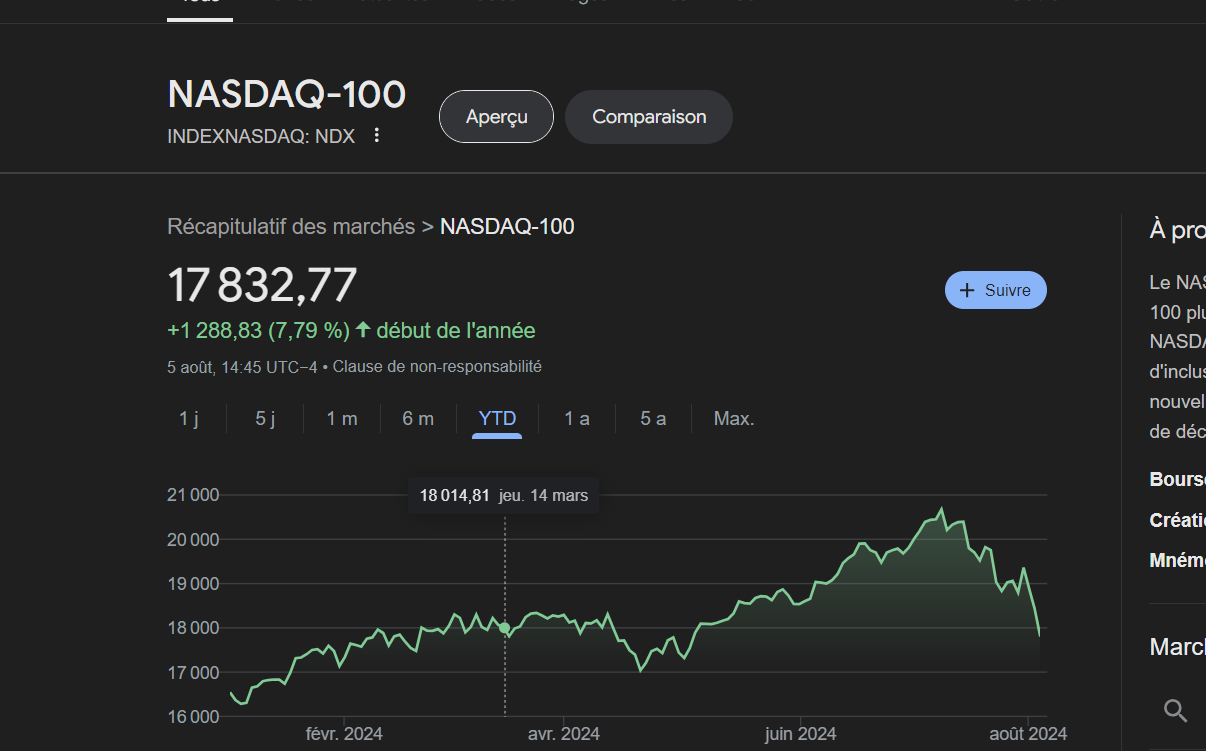 NASDAQ-100
INDEXNASDAQ: NDX
Aperçu
Comparaison
Récapitulatif des marchés > NASDAQ-100
17 832,77
+1 288,83 (7,79 %) ↑ début de l'année
5 août, 14:45 UTC−4 • Clause de non-responsabilité
+ Suivre
1 j 5 j 1 m 6 m YTD 1 a 5 a Max.
18 014,81 jeu. 14 mars
21 000
20 000
19 000
18 000
17 000
16 000
févr. 2024 avr. 2024 juin 2024 août 2024
À pro
Le NAS
100 plu
NASDA
d'inclus
nouvel
de déc
Bours
Créati
Mném
Marc